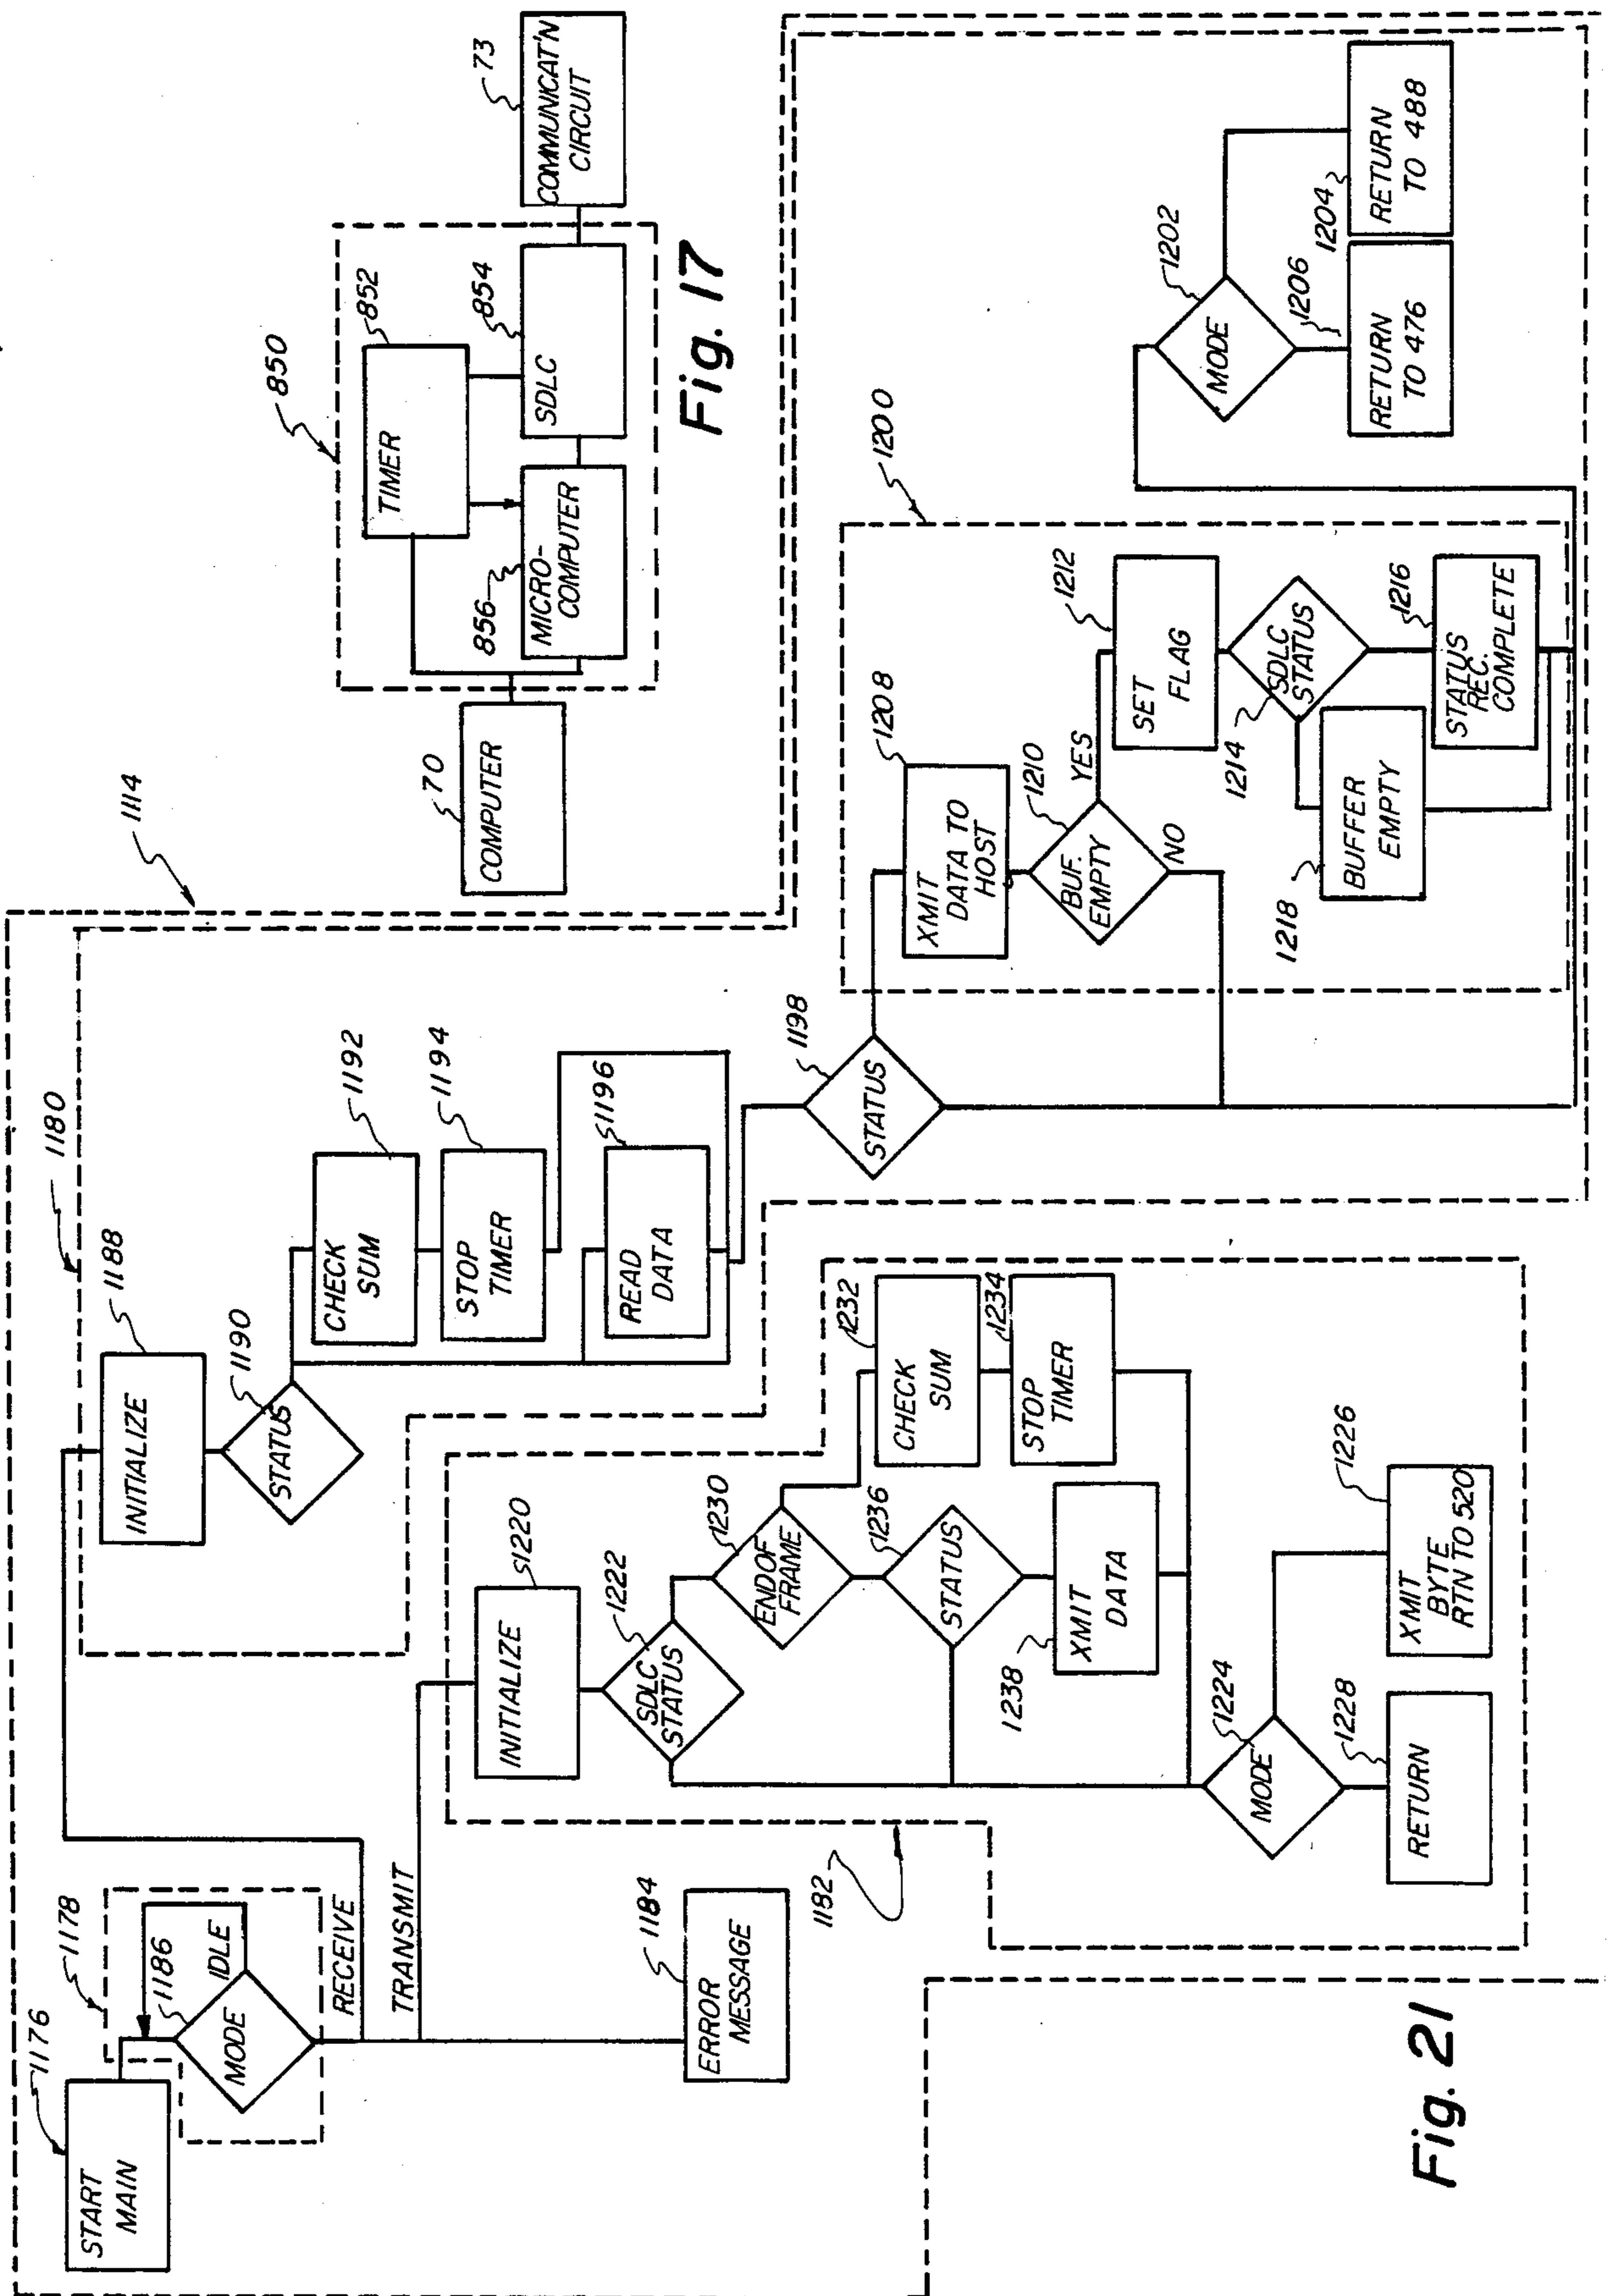 1176
START
MAIN
1178
1186
IDLE
MODE
RECEIVE
TRANSMIT
1184
ERROR
MESSAGE
1114
1180
1188
INITIALIZE
1190
STATUS
1192
CHECK
SUM
1194
STOP
TIMER
1196
READ
DATA
1198
STATUS
1200
1208
XMIT
DATA TO
HOST
1210
BUF.
EMPTY
YES
NO
1212
SET
FLAG
SDLC
STATUS
1214
1216
STATUS
REC.
COMPLETE
1218
BUFFER
EMPTY
1202
MODE
1204
RETURN
TO 488
1206
RETURN
TO 476
1182
1220
INITIALIZE
1222
SDLC
STATUS
1230
END OF
FRAME
1232
CHECK
SUM
1234
STOP
TIMER
1236
STATUS
1238
XMIT
DATA
1224
MODE
1226
XMIT
BYTE
RTN TO 520
1228
RETURN
Fig. 21
70
COMPUTER
850
852
TIMER
854
SDLC
856
MICRO-
COMPUTER
73
COMMUNICAT'N
CIRCUIT
Fig. 17